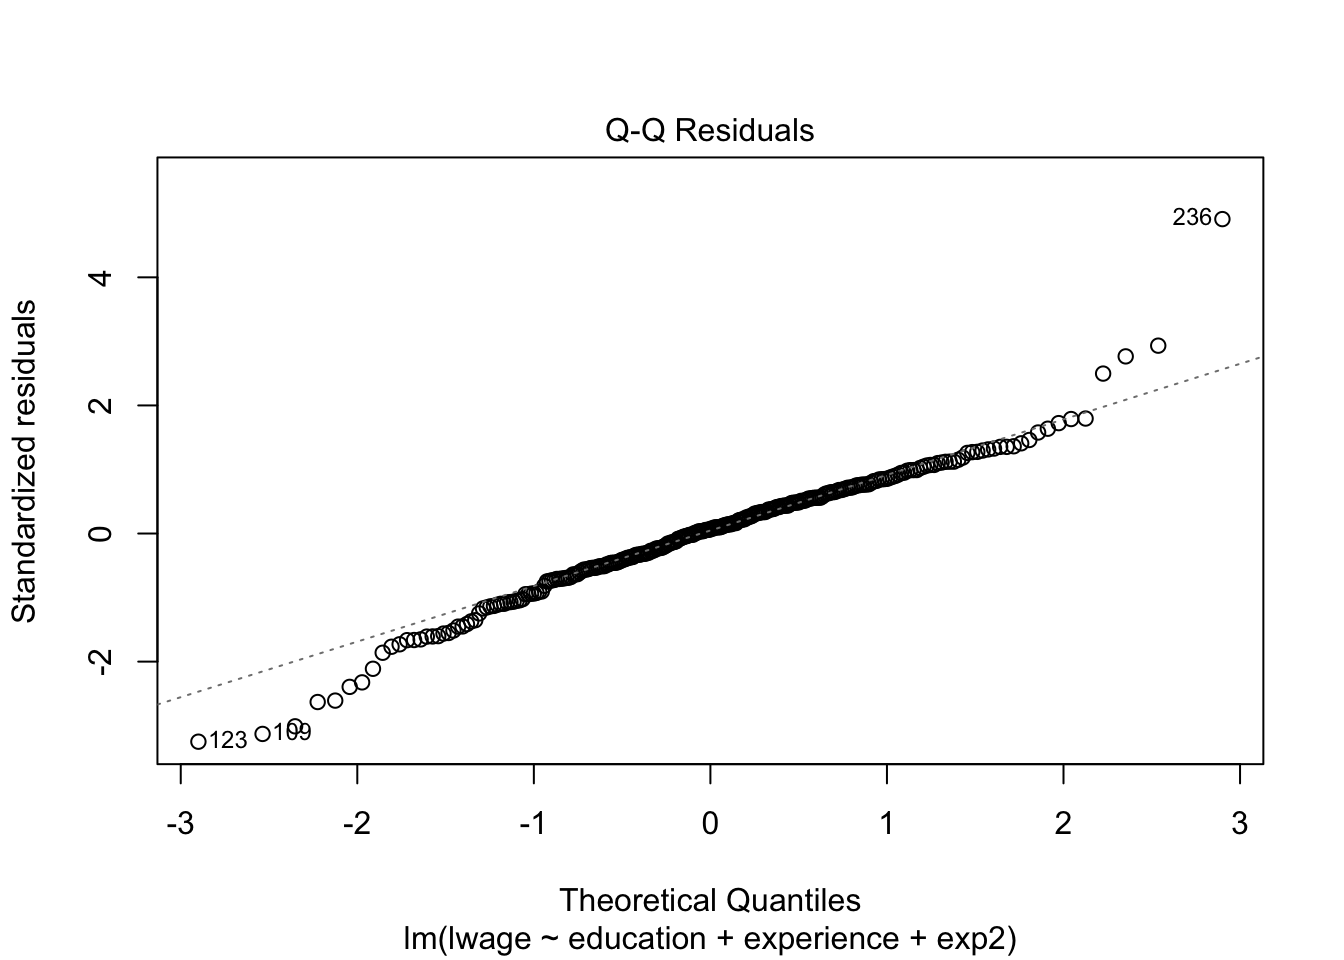 Q-Q Residuals
236
4
2
0
-2
Standardized residuals
123
109
-3 -2 -1 0 1 2 3
Theoretical Quantiles
lm(lwage ~ education + experience + exp2)